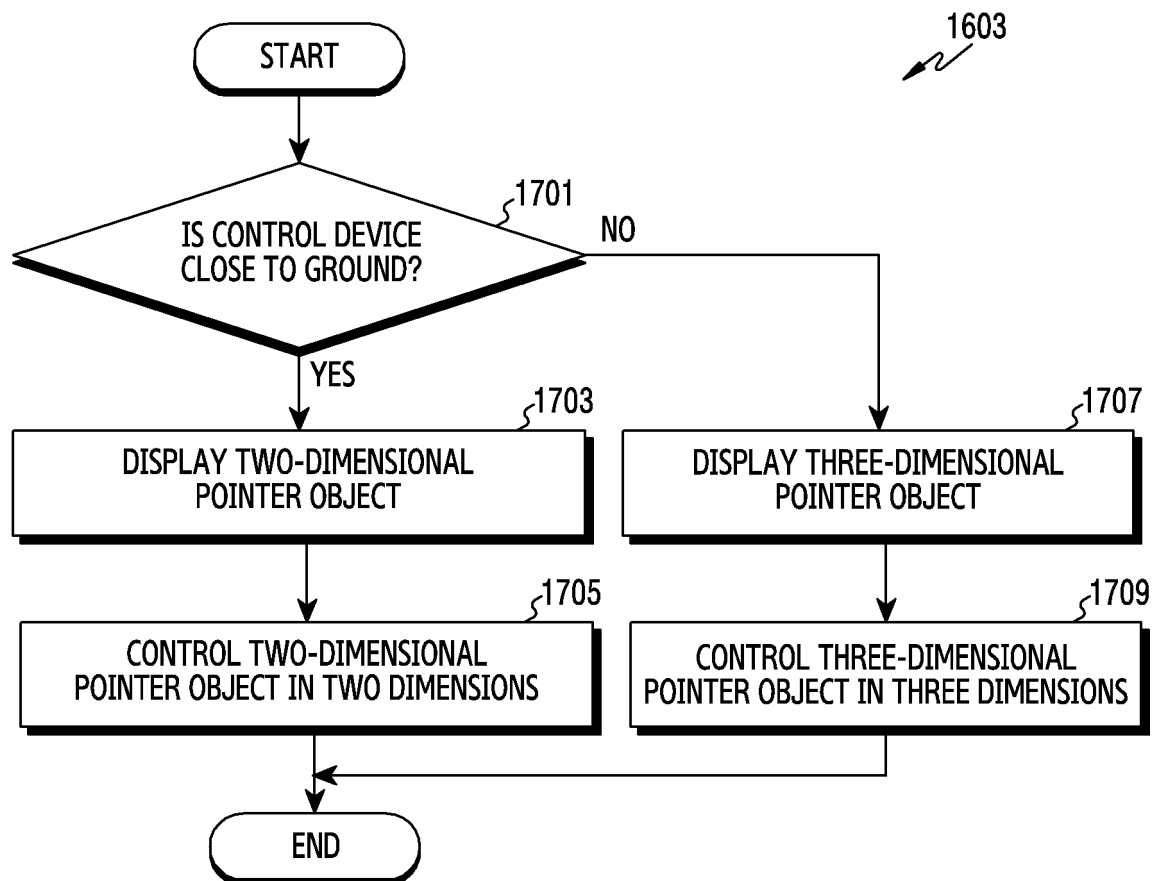 1603
START
1701
IS CONTROL DEVICE
CLOSE TO GROUND?
NO
YES
1703
DISPLAY TWO-DIMENSIONAL
POINTER OBJECT
1707
DISPLAY THREE-DIMENSIONAL
POINTER OBJECT
1705
CONTROL TWO-DIMENSIONAL
POINTER OBJECT IN TWO DIMENSIONS
1709
CONTROL THREE-DIMENSIONAL
POINTER OBJECT IN THREE DIMENSIONS
END